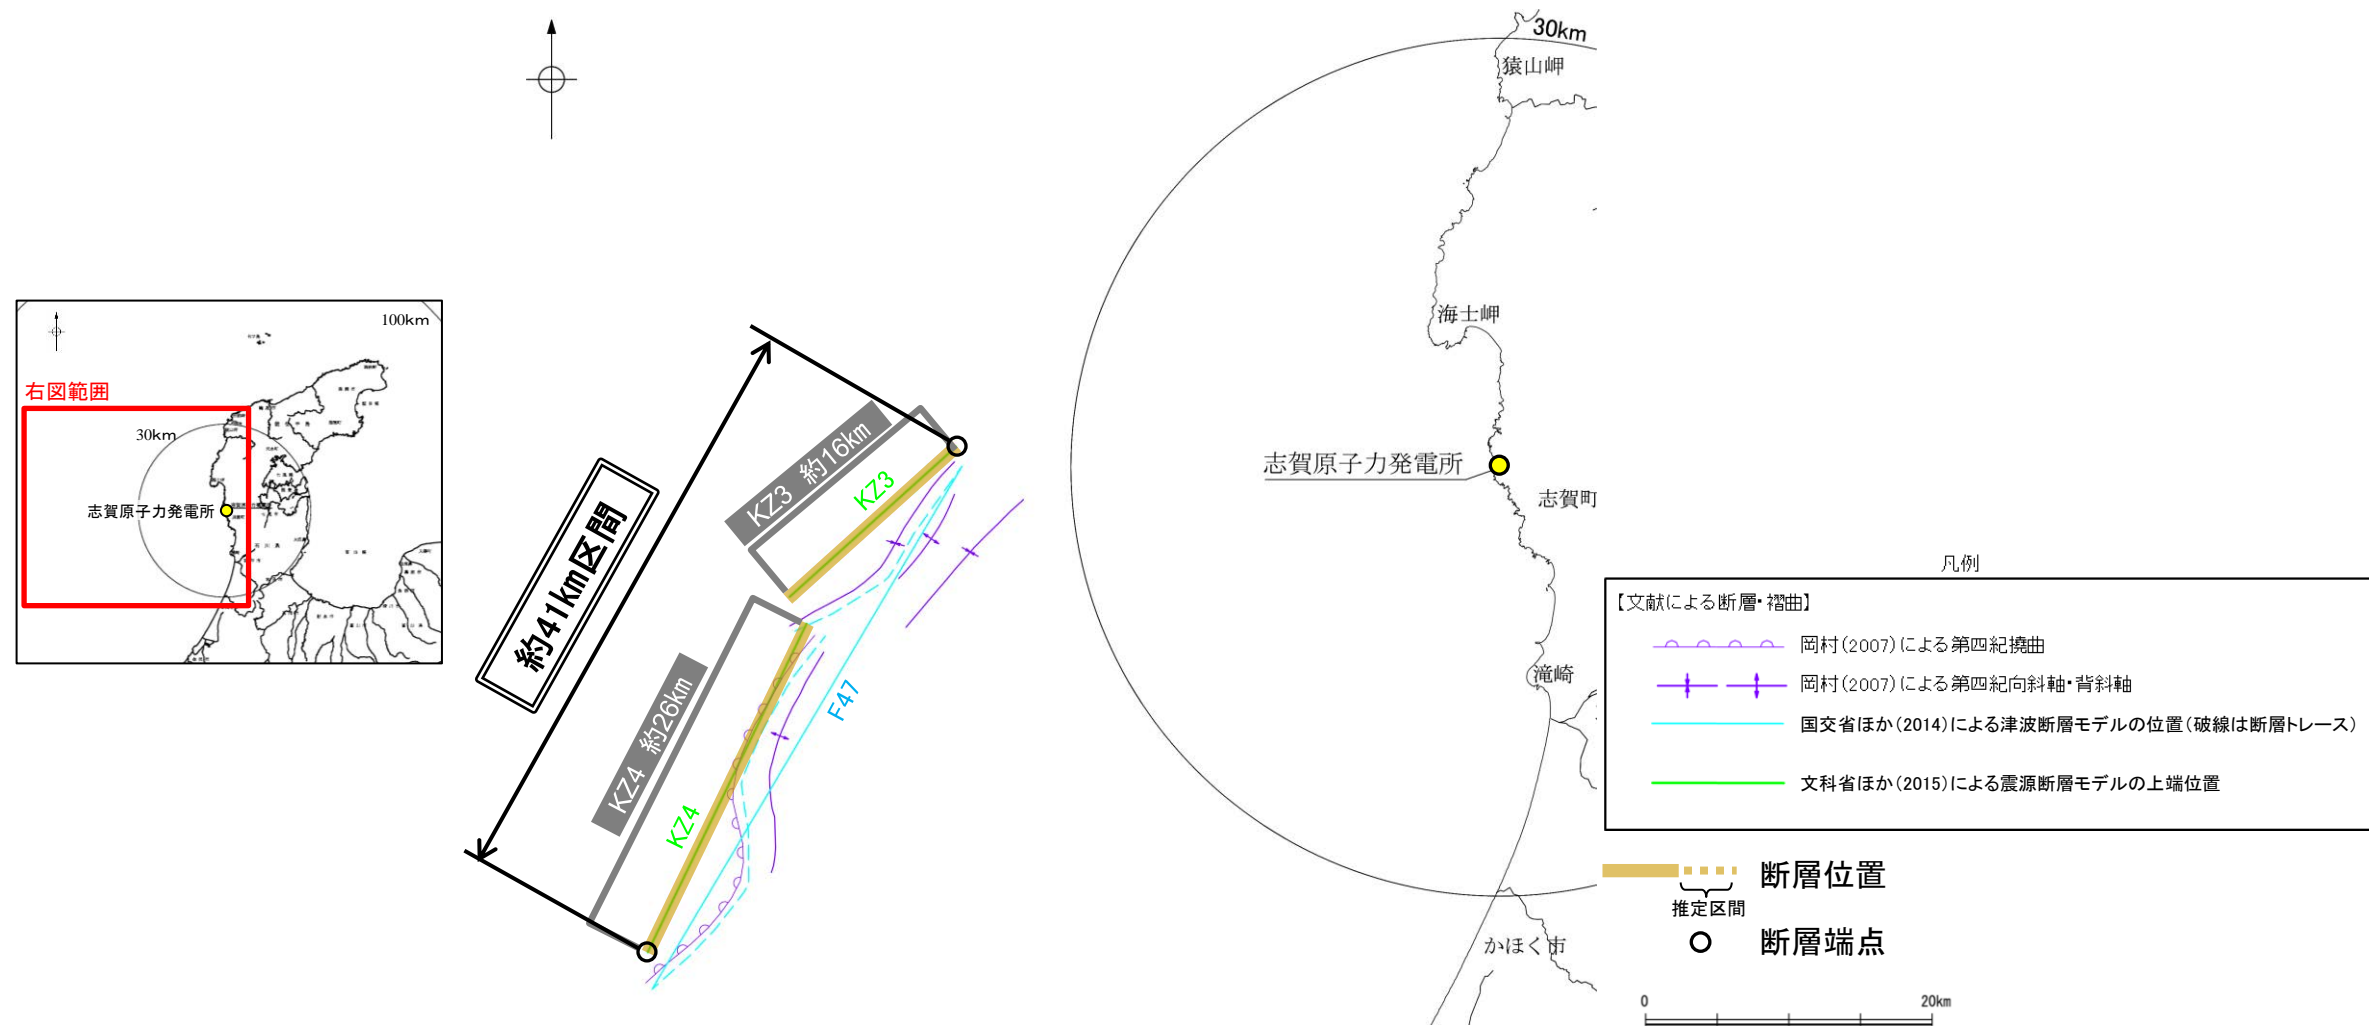 100km
右図範囲
30km
志賀原子力発電所
約41km区間
KZ3 約16km
KZ3
KZ4 約26km
KZ4
F47
30km
猿山岬
海士岬
志賀原子力発電所
志賀町
滝崎
かほく市
凡例
【文献による断層・褶曲】
岡村(2007)による第四紀撓曲
岡村(2007)による第四紀向斜軸・背斜軸
国交省ほか(2014)による津波断層モデルの位置(破線は断層トレース)
文科省ほか(2015)による震源断層モデルの上端位置
断層位置
推定区間
断層端点
0 20km